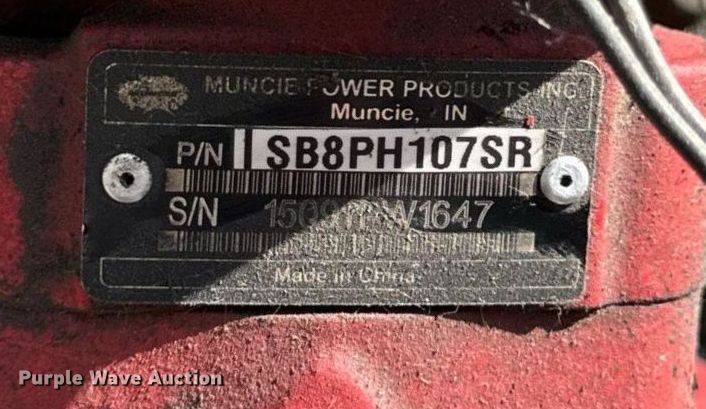 MUNCIE POWER PRODUCTS, INC
Muncie, IN
P/N SB8PH107SR
S/N
Made in China
Purple Wave Auction